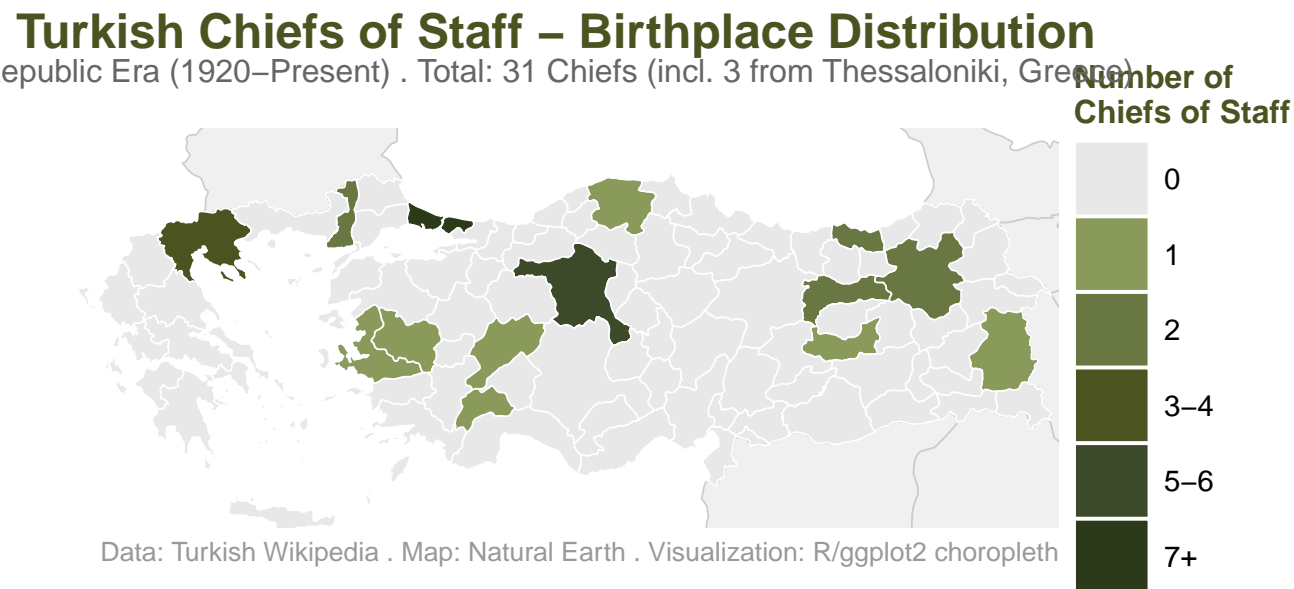 Turkish Chiefs of Staff – Birthplace Distribution
epublic Era (1920–Present) . Total: 31 Chiefs (incl. 3 from Thessaloniki, Greece)
Number of
Chiefs of Staff
0
1
2
3–4
5–6
7+
Data: Turkish Wikipedia . Map: Natural Earth . Visualization: R/ggplot2 choropleth